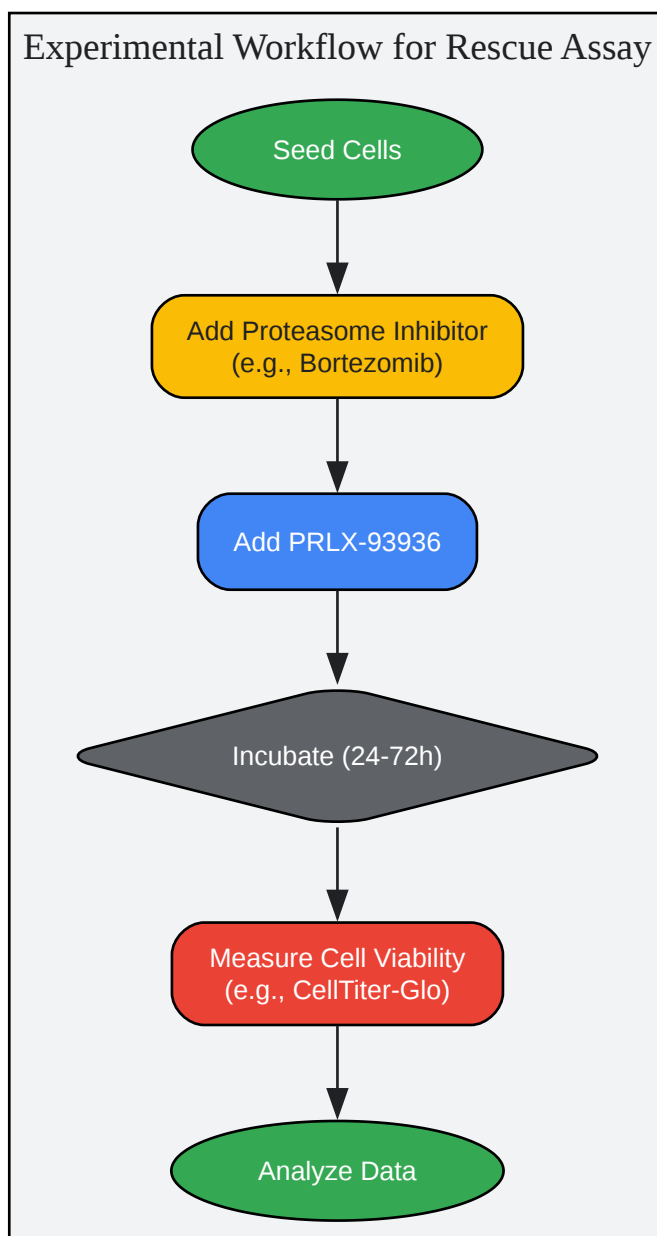 Experimental Workflow for Rescue Assay
Seed Cells
Add Proteasome Inhibitor
(e.g., Bortezomib)
Add PRLX-93936
Incubate (24-72h)
Measure Cell Viability
(e.g., CellTiter-Glo)
Analyze Data